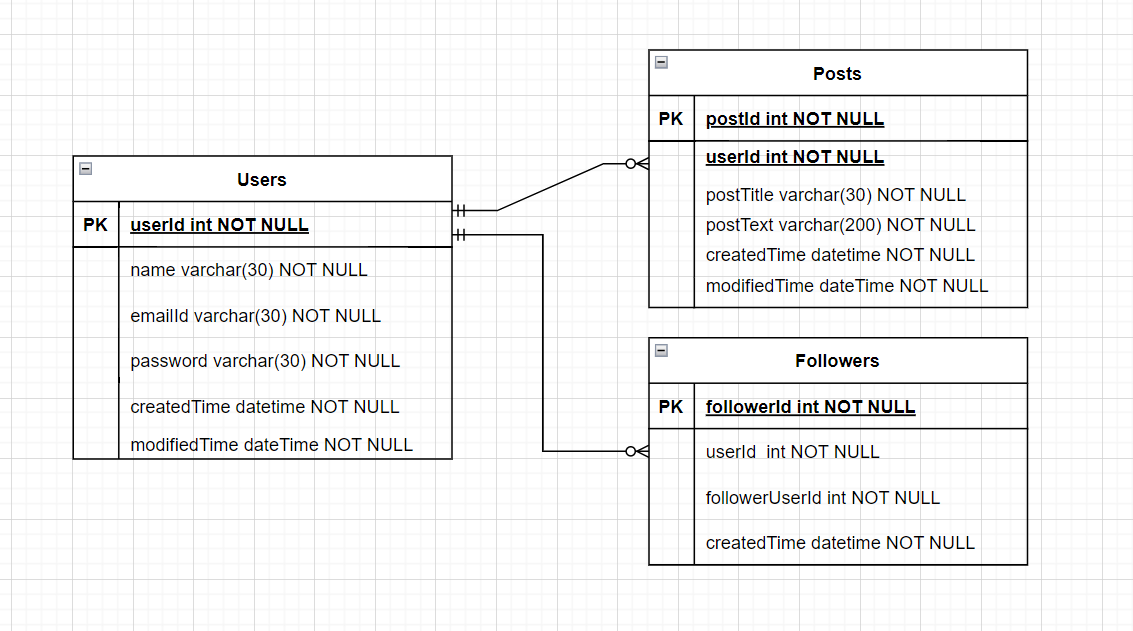 Users
PK userId int NOT NULL
name varchar(30) NOT NULL
emailId varchar(30) NOT NULL
password varchar(30) NOT NULL
createdTime datetime NOT NULL
modifiedTime dateTime NOT NULL
Posts
PK postId int NOT NULL
userId int NOT NULL
postTitle varchar(30) NOT NULL
postText varchar(200) NOT NULL
createdTime datetime NOT NULL
modifiedTime dateTime NOT NULL
Followers
PK followerId int NOT NULL
userId  int NOT NULL
followerUserId int NOT NULL
createdTime datetime NOT NULL